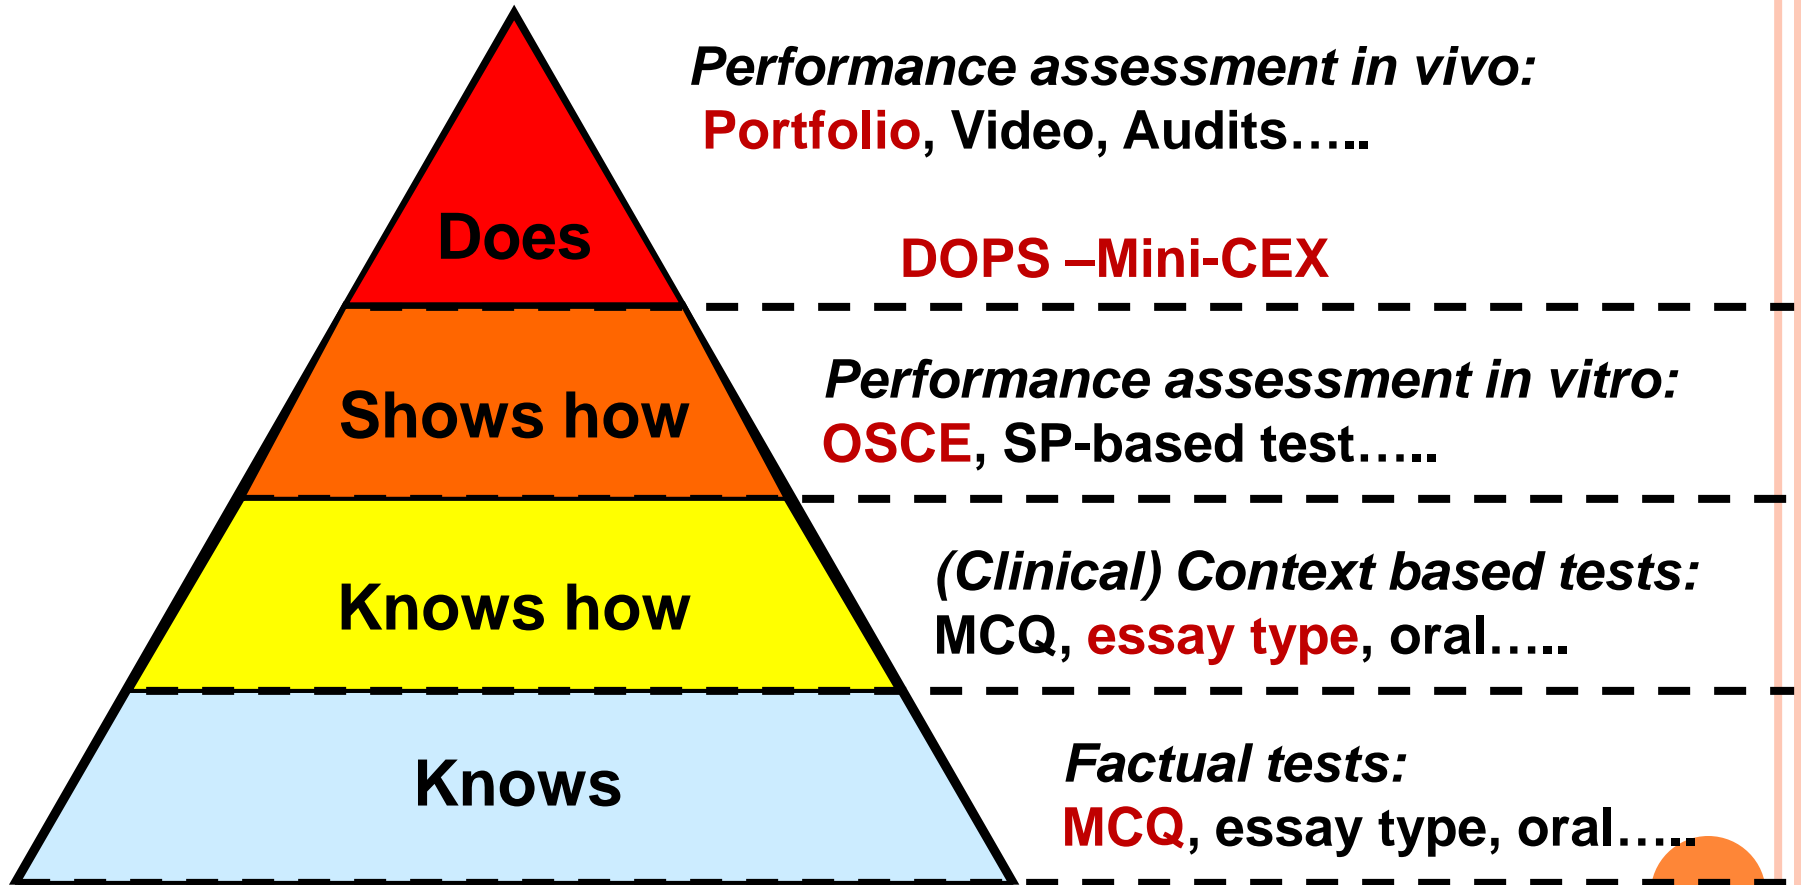 Performance assessment in vivo:
Portfolio, Video, Audits…..
Does
DOPS –Mini-CEX
Performance assessment in vitro:
Shows how
OSCE, SP-based test…..
(Clinical) Context based tests:
Knows how
MCQ, essay type, oral…..
Factual tests:
Knows
MCQ, essay type, oral…..